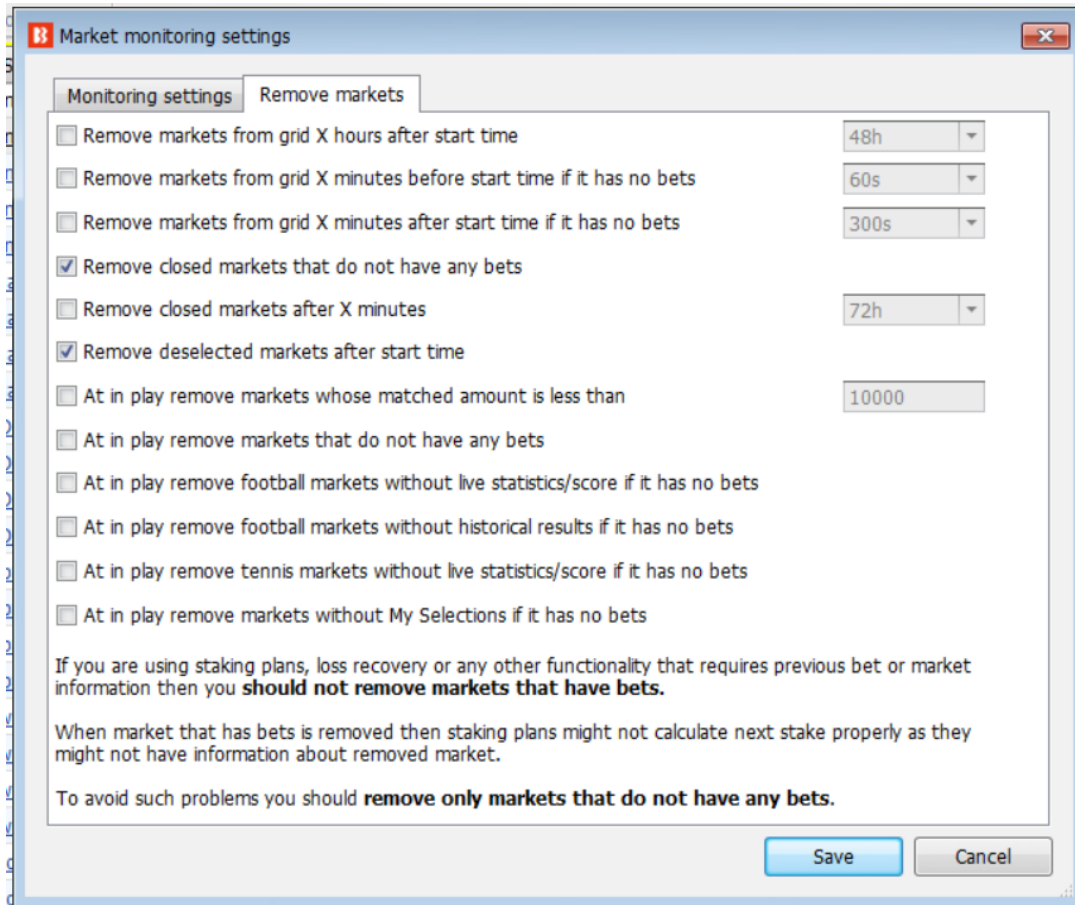 Market monitoring settings
Monitoring settings
Remove markets
Remove markets from grid X hours after start time
48h
Remove markets from grid X minutes before start time if it has no bets
60s
Remove markets from grid X minutes after start time if it has no bets
300s
Remove closed markets that do not have any bets
Remove closed markets after X minutes
72h
Remove deselected markets after start time
At in play remove markets whose matched amount is less than
10000
At in play remove markets that do not have any bets
At in play remove football markets without live statistics/score if it has no bets
At in play remove football markets without historical results if it has no bets
At in play remove tennis markets without live statistics/score if it has no bets
At in play remove markets without My Selections if it has no bets
If you are using staking plans, loss recovery or any other functionality that requires previous bet or market
information then you should not remove markets that have bets.
When market that has bets is removed then staking plans might not calculate next stake properly as they
might not have information about removed market.
To avoid such problems you should remove only markets that do not have any bets.
Save
Cancel